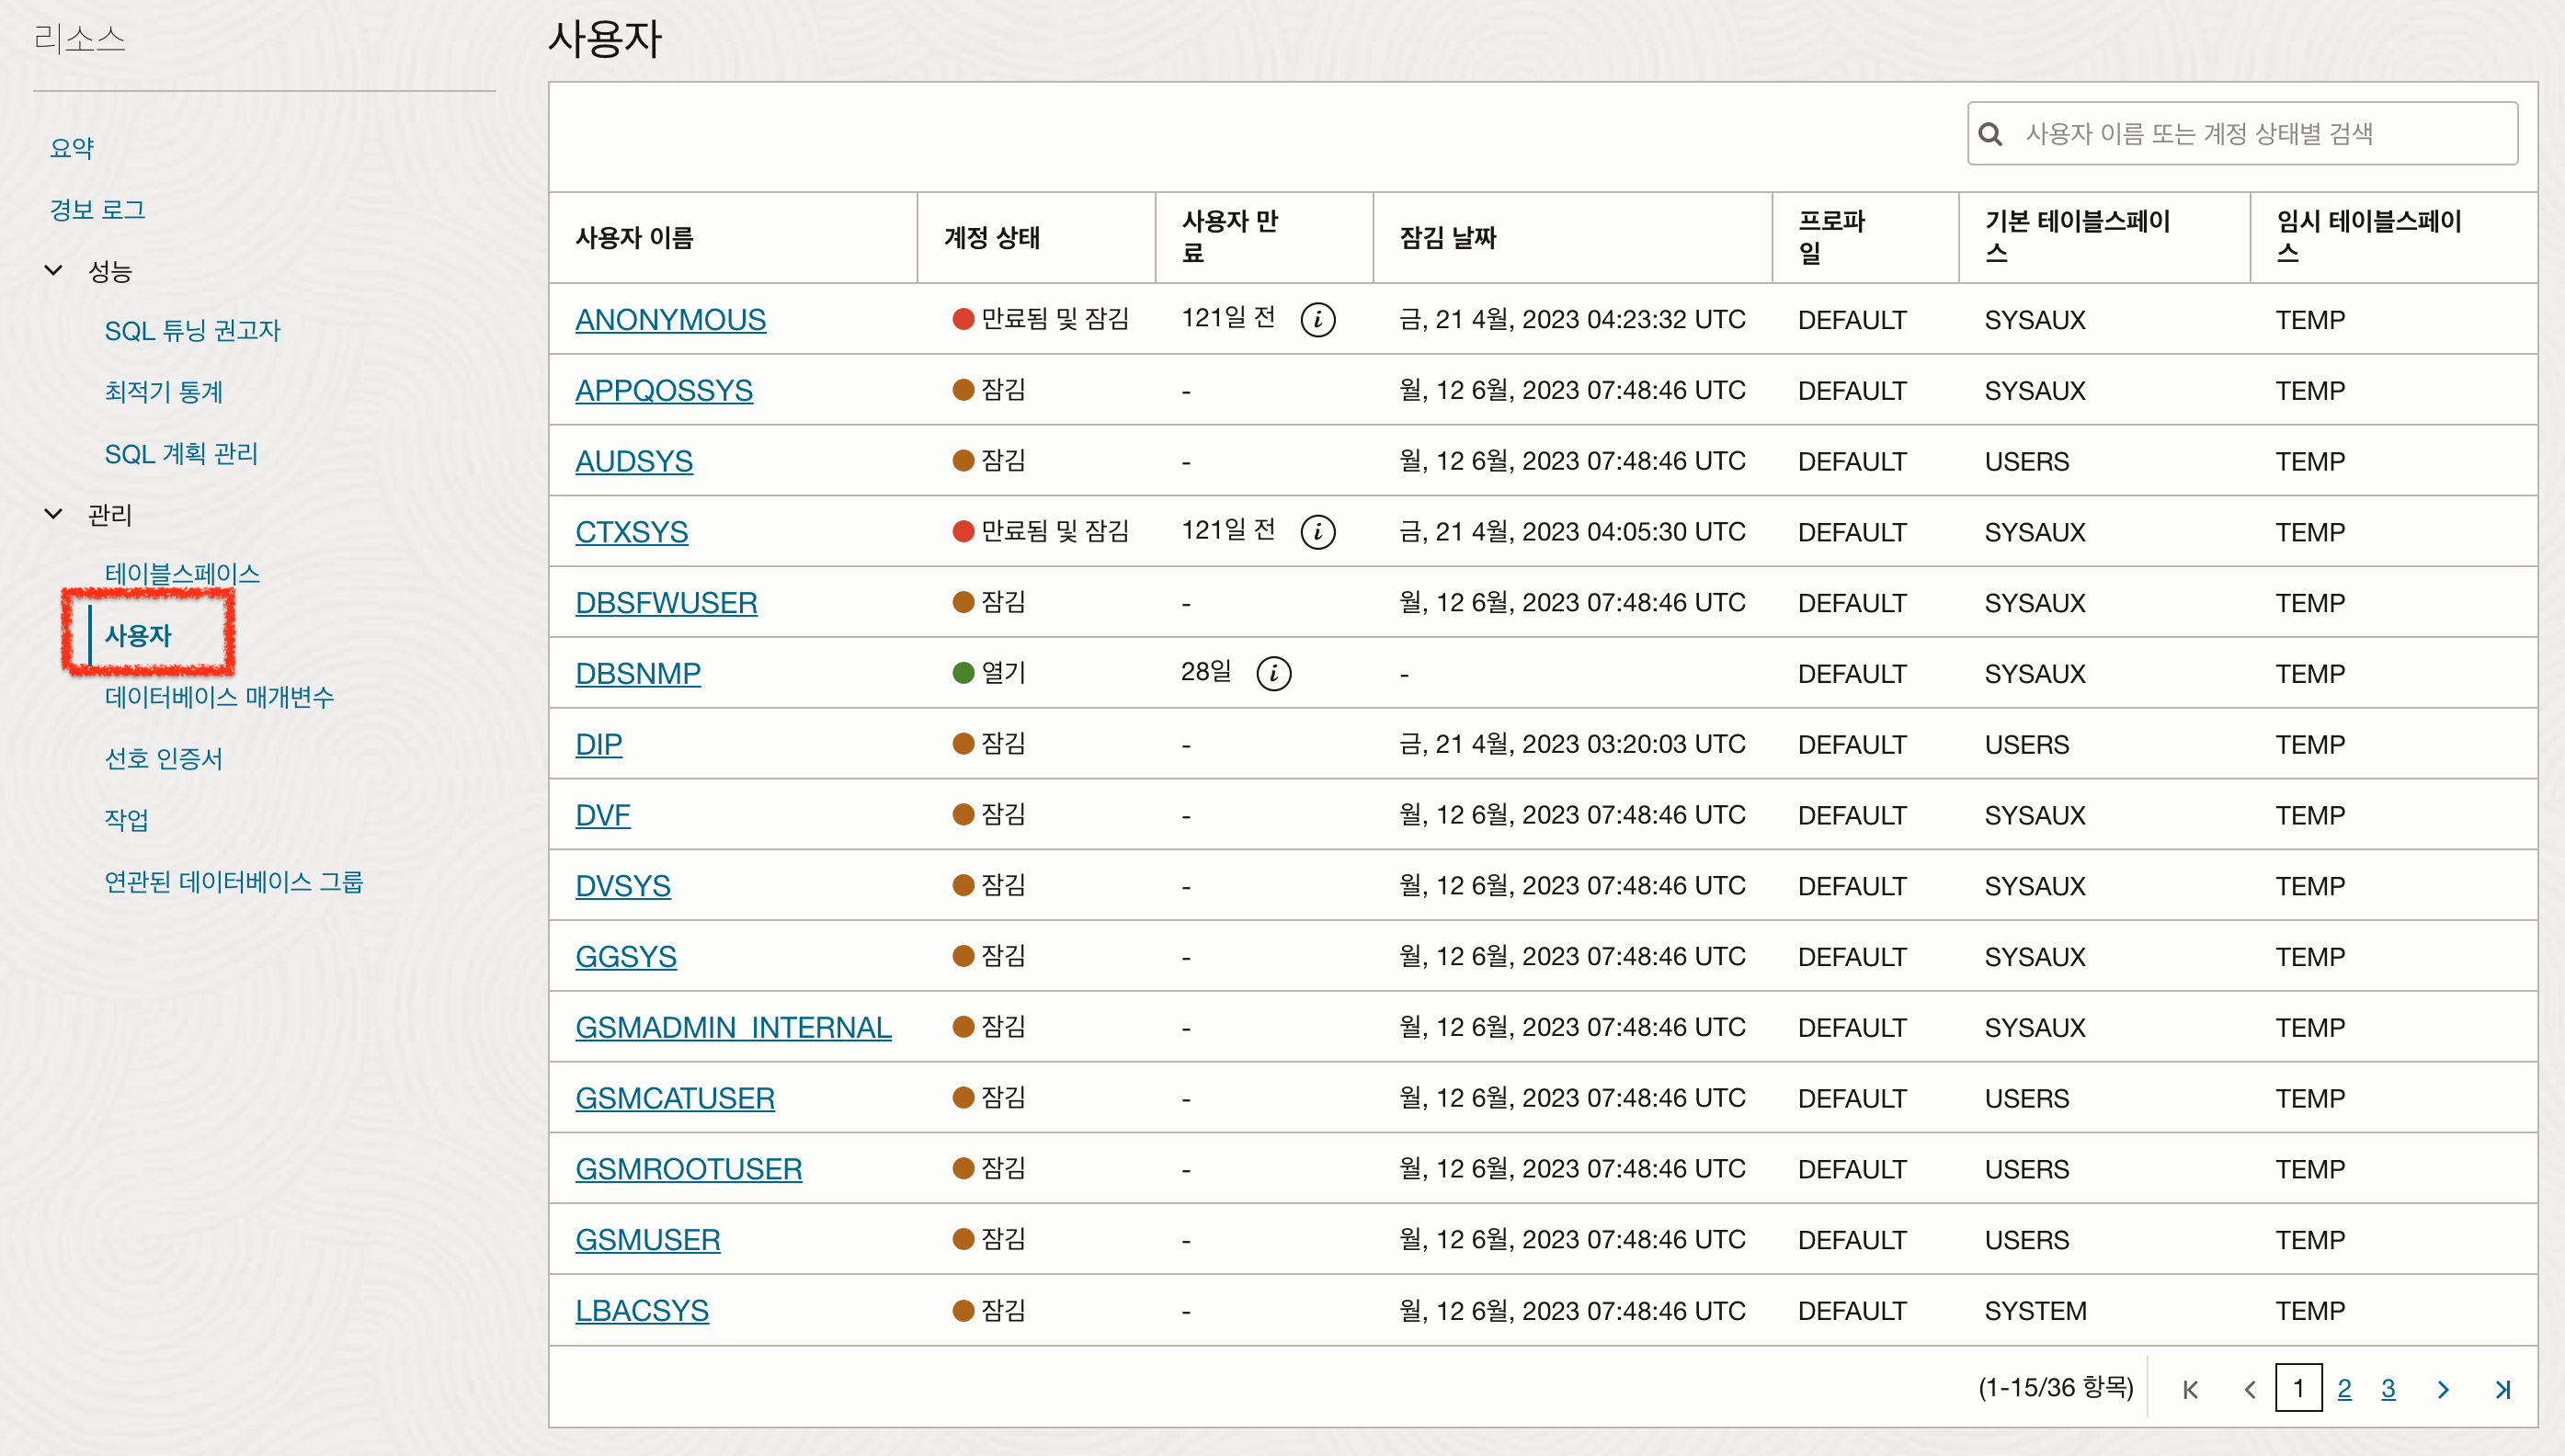 리소스
요약
경보 로그
성능
SQL 튜닝 권고자
최적기 통계
SQL 계획 관리
관리
테이블스페이스
사용자
데이터베이스 매개변수
선호 인증서
작업
연관된 데이터베이스 그룹
사용자
사용자 이름 또는 계정 상태별 검색
사용자 이름 계정 상태 사용자 만료 잠김 날짜 프로파일 기본 테이블스페이스 임시 테이블스페이스
ANONYMOUS 만료됨 및 잠김 121일 전 i 금, 21 4월, 2023 04:23:32 UTC DEFAULT SYSAUX TEMP
APPQOSSYS 잠김 - 월, 12 6월, 2023 07:48:46 UTC DEFAULT SYSAUX TEMP
AUDSYS 잠김 - 월, 12 6월, 2023 07:48:46 UTC DEFAULT USERS TEMP
CTXSYS 만료됨 및 잠김 121일 전 i 금, 21 4월, 2023 04:05:30 UTC DEFAULT SYSAUX TEMP
DBSFWUSER 잠김 - 월, 12 6월, 2023 07:48:46 UTC DEFAULT SYSAUX TEMP
DBSNMP 열기 28일 i - DEFAULT SYSAUX TEMP
DIP 잠김 - 금, 21 4월, 2023 03:20:03 UTC DEFAULT USERS TEMP
DVF 잠김 - 월, 12 6월, 2023 07:48:46 UTC DEFAULT SYSAUX TEMP
DVSYS 잠김 - 월, 12 6월, 2023 07:48:46 UTC DEFAULT SYSAUX TEMP
GGSYS 잠김 - 월, 12 6월, 2023 07:48:46 UTC DEFAULT SYSAUX TEMP
GSMADMIN_INTERNAL 잠김 - 월, 12 6월, 2023 07:48:46 UTC DEFAULT SYSAUX TEMP
GSMCATUSER 잠김 - 월, 12 6월, 2023 07:48:46 UTC DEFAULT USERS TEMP
GSMROOTUSER 잠김 - 월, 12 6월, 2023 07:48:46 UTC DEFAULT USERS TEMP
GSMUSER 잠김 - 월, 12 6월, 2023 07:48:46 UTC DEFAULT USERS TEMP
LBACSYS 잠김 - 월, 12 6월, 2023 07:48:46 UTC DEFAULT SYSTEM TEMP
(1-15/36 항목) 1 2 3